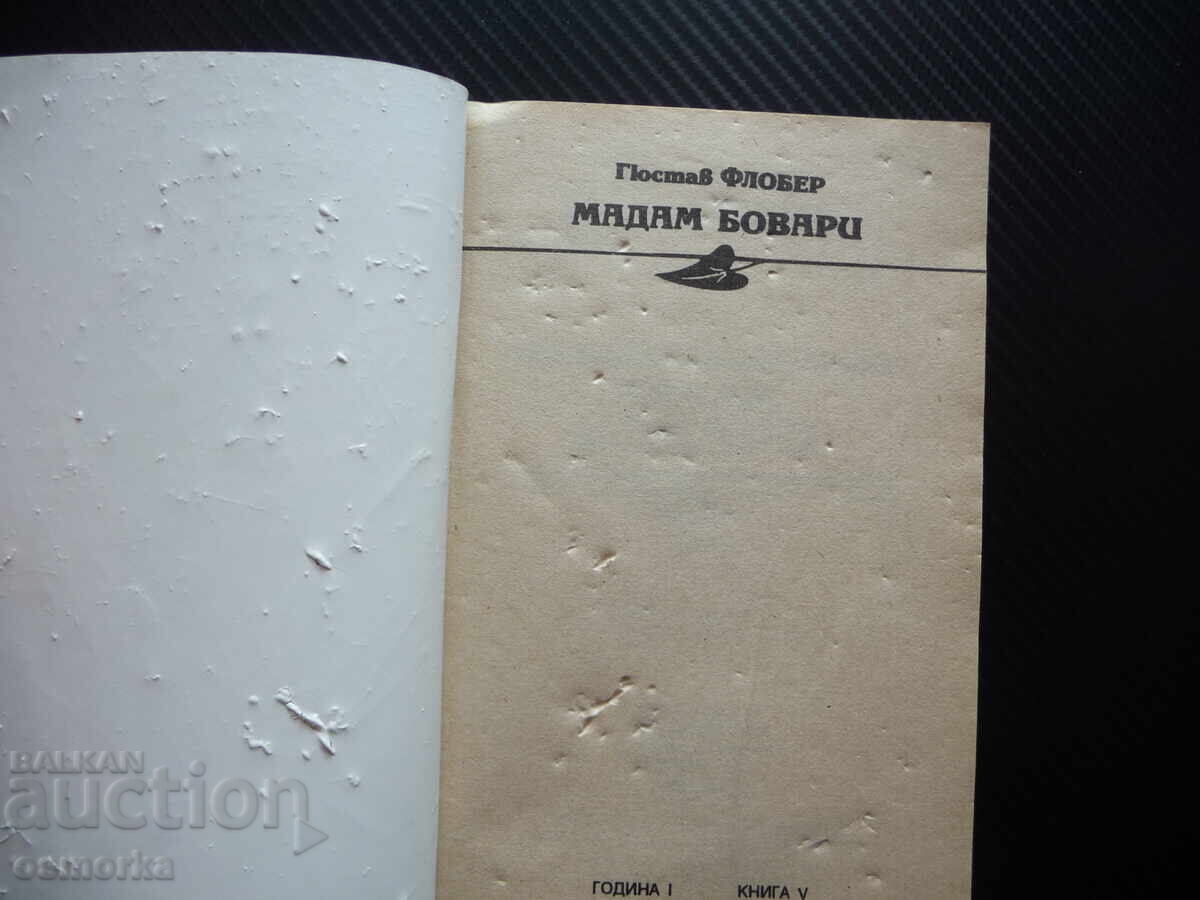 Гюстав ФЛОБЕР
МАДАМ БОВАРИ
ГОДИНА I КНИГА V
BALKAN
auction
osmorka